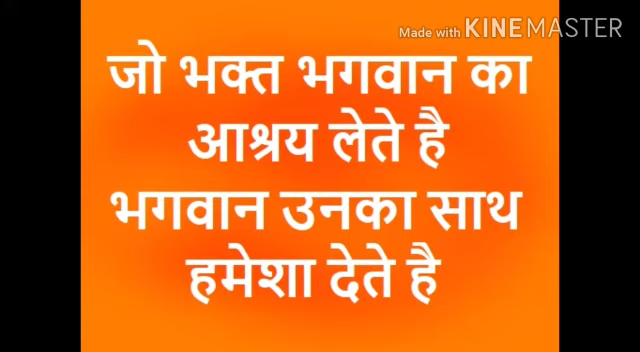 Made with KINEMASTER
जो भक्त भगवान का
आश्रय लेते है
भगवान उनका साथ
हमेशा देते है